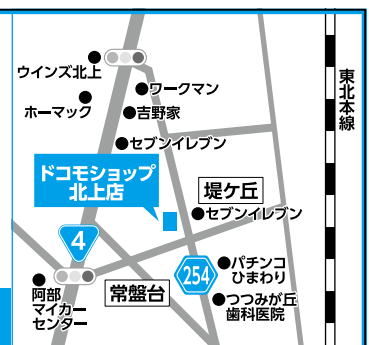 ウインズ北上
ワークマン
ホーマック
吉野家
セブンイレブン
東北本線
ドコモショップ
北上店
堤ケ丘
セブンイレブン
4
254
パチンコ
ひまわり
常盤台
阿部
マイカー
センター
つつみが丘
歯科医院